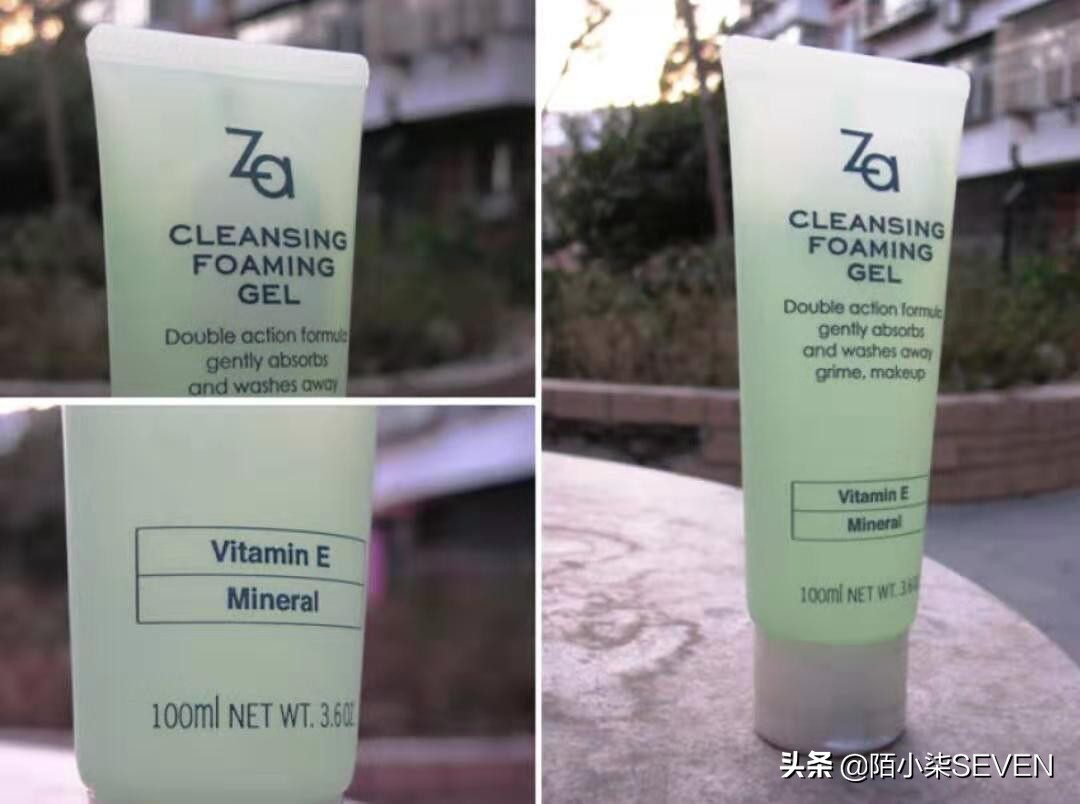 Za
CLEANSING
FOAMING
GEL
Double action formula
gently absorbs
and washes away
Vitamin E
Mineral
100ml NET WT. 3.6OZ
Za
CLEANSING
FOAMING
GEL
Double action formula
gently absorbs
and washes away
grime, makeup
Vitamin E
Mineral
100ml NET WT. 3.6
头条 @陌小柒SEVEN